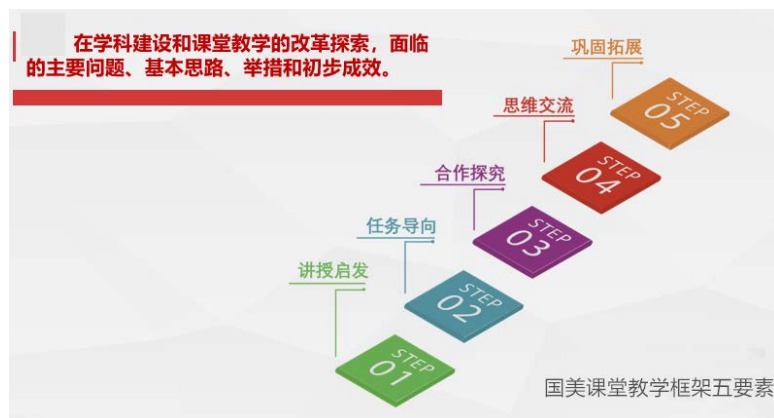 在学科建设和课堂教学的改革探索，面临
的主要问题、基本思路、举措和初步成效。
巩固拓展
STEP
05
思维交流
STEP
04
合作探究
STEP
03
任务导向
STEP
02
讲授启发
STEP
01
国美课堂教学框架五要素